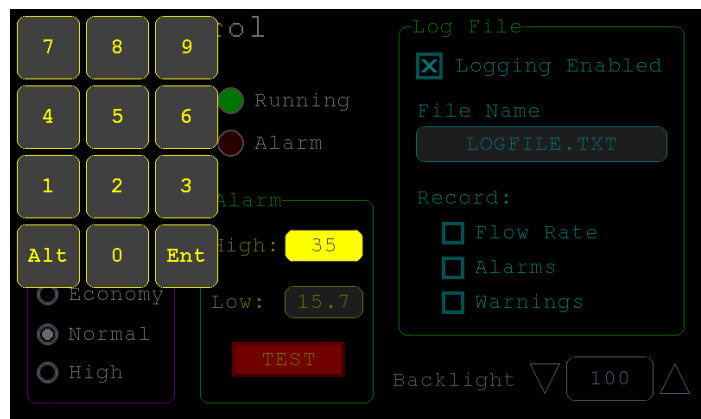 7 8 9
4 5 6
1 2 3
Alt 0 Ent
rol
Running
Alarm
Alarm
High: 35
Low: 15.7
TEST
Economy
Normal
High
Log File
Logging Enabled
File Name
LOGFILE.TXT
Record:
Flow Rate
Alarms
Warnings
Backlight 100